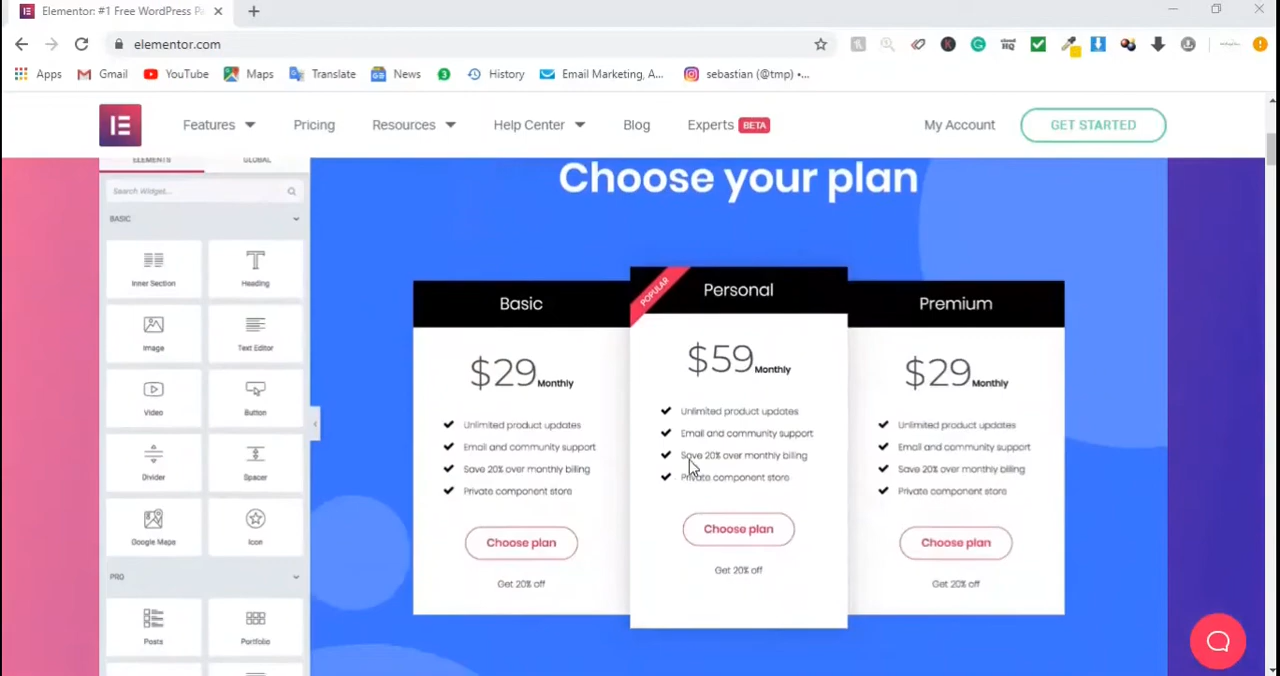 Elementor: #1 Free WordPress P
elementor.com
Apps
Gmail
YouTube
Maps
Translate
News
History
Email Marketing, A...
sebastian (@tmp) •...
Features
Pricing
Resources
Help Center
Blog
Experts BETA
My Account
GET STARTED
ELEMENTS
GLOBAL
Search Widget...
BASIC
Inner Section
Heading
Image
Text Editor
Video
Button
Divider
Spacer
Google Maps
Icon
PRO
Posts
Portfolio
Choose your plan
Basic
$29 Monthly
Unlimited product updates
Email and community support
Save 20% over monthly billing
Private component store
Choose plan
Get 20% off
POPULAR
Personal
$59 Monthly
Unlimited product updates
Email and community support
Save 20% over monthly billing
Private component store
Choose plan
Get 20% off
Premium
$29 Monthly
Unlimited product updates
Email and community support
Save 20% over monthly billing
Private component store
Choose plan
Get 20% off